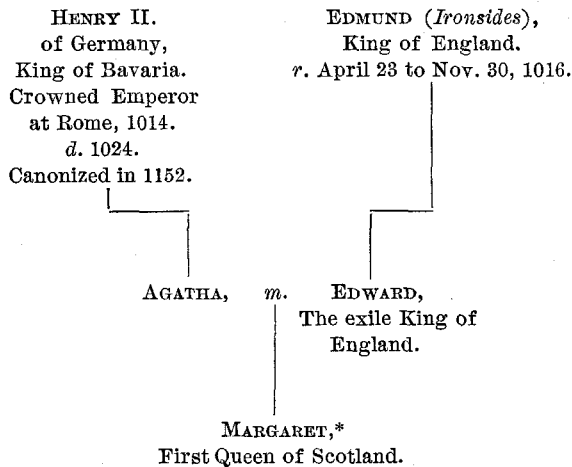 HENRY II.
of Germany,
King of Bavaria.
Crowned Emperor
at Rome, 1014.
d. 1024.
Canonized in 1152.
EDMUND (Ironsides),
King of England.
r. April 23 to Nov. 30, 1016.
AGATHA, m. EDWARD,
The exile King of
England.
MARGARET,*
First Queen of Scotland.